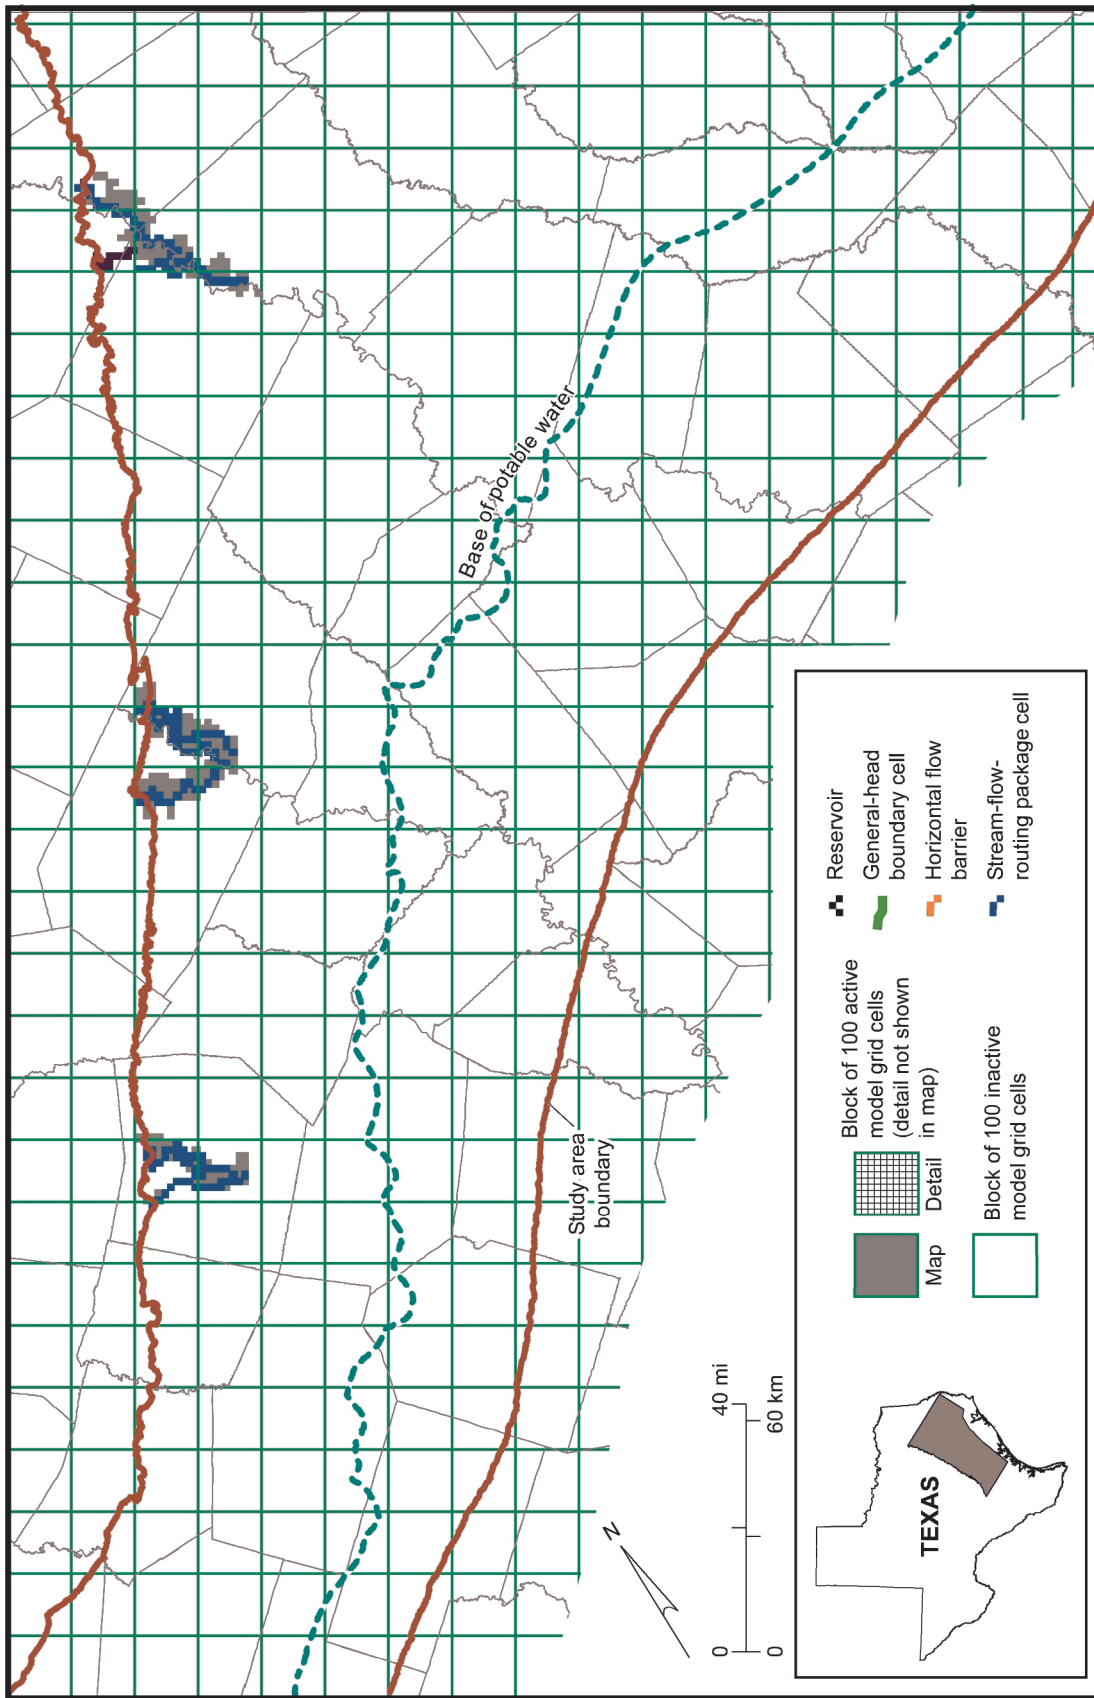 Base of potable water
Study area
boundary
N
0
40 mi
0
60 km
TEXAS
Map
Detail
Block of 100 active
model grid cells
(detail not shown
in map)
Block of 100 inactive
model grid cells
Reservoir
General-head
boundary cell
Horizontal flow
barrier
Stream-flow-
routing package cell